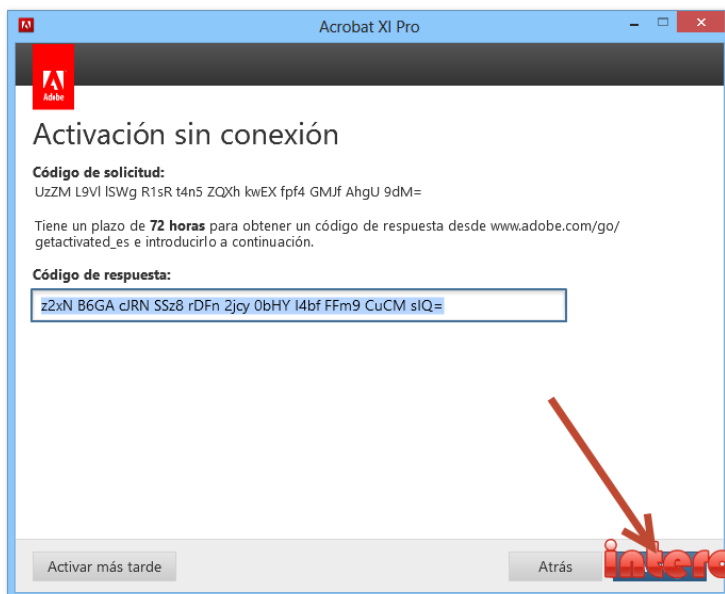 Acrobat XI Pro
Adobe
Activación sin conexión
Código de solicitud:
UzZM L9Vl lSWg R1sR t4n5 ZQXh kwEX fpf4 GMJf AhgU 9dM=
Tiene un plazo de 72 horas para obtener un código de respuesta desde www.adobe.com/go/
getactivated_es e introducirlo a continuación.
Código de respuesta:
z2xN B6GA cJRN SSz8 rDFn 2jcy 0bHY I4bf FFm9 CuCM sIQ=
Activar más tarde
Atrás